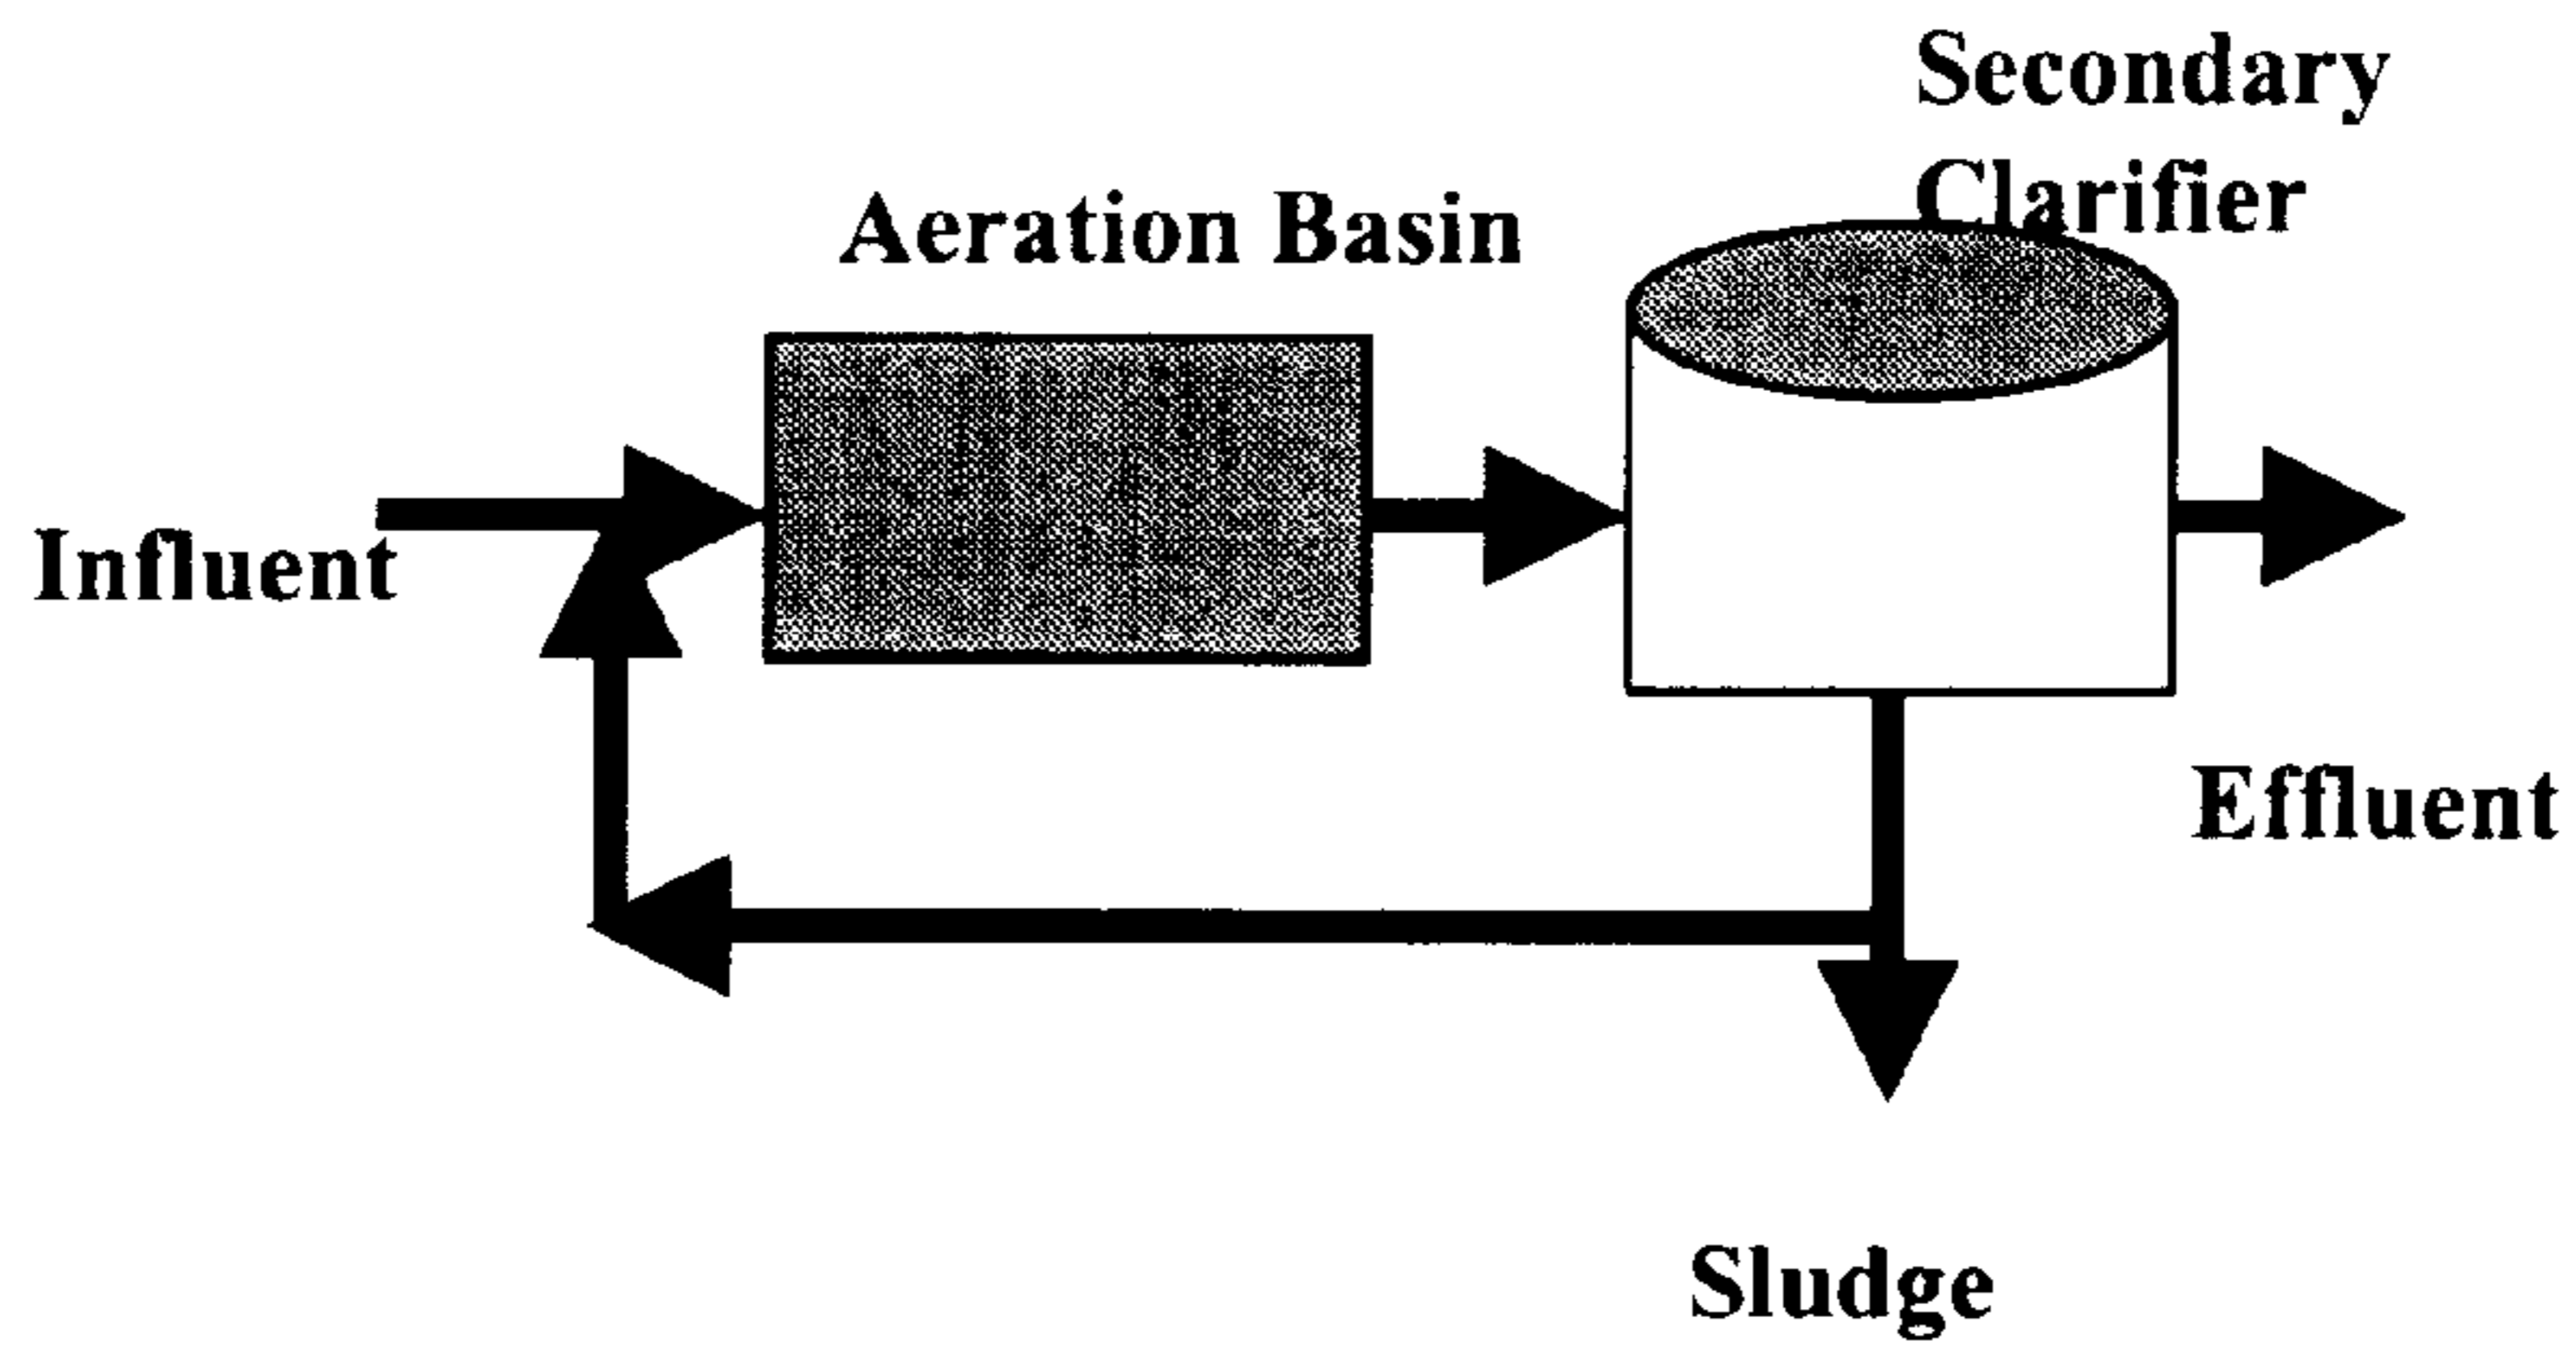 Secondary
Clarifier
Aeration Basin
Influent
Effluent
Sludge